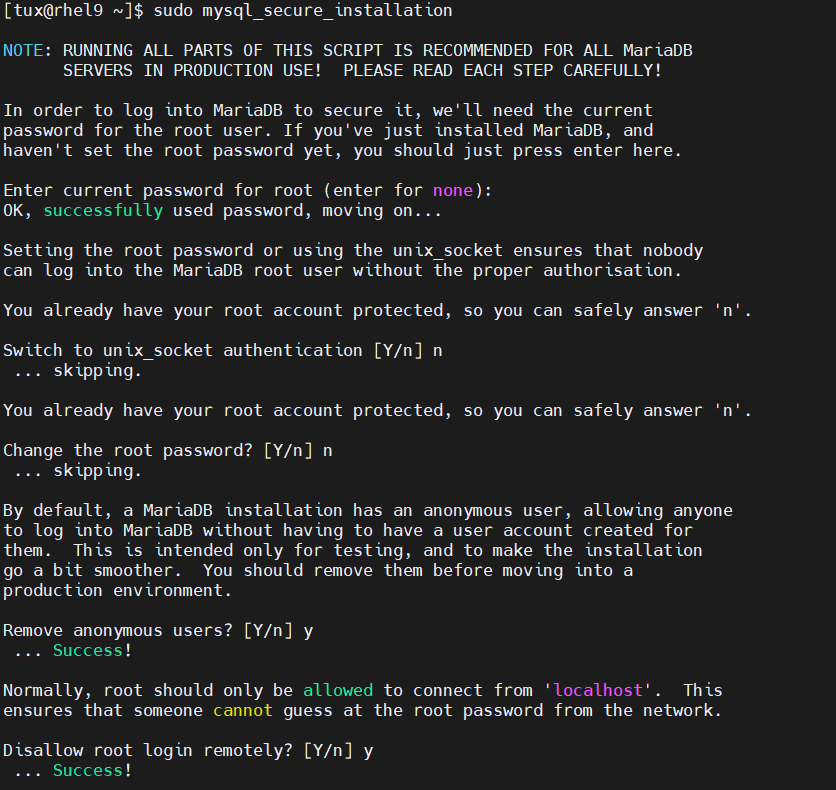 [tux@rhel9 ~]$ sudo mysql_secure_installation
NOTE: RUNNING ALL PARTS OF THIS SCRIPT IS RECOMMENDED FOR ALL MariaDB
      SERVERS IN PRODUCTION USE!  PLEASE READ EACH STEP CAREFULLY!
In order to log into MariaDB to secure it, we'll need the current
password for the root user. If you've just installed MariaDB, and
haven't set the root password yet, you should just press enter here.
Enter current password for root (enter for none):
OK, successfully used password, moving on...
Setting the root password or using the unix_socket ensures that nobody
can log into the MariaDB root user without the proper authorisation.
You already have your root account protected, so you can safely answer 'n'.
Switch to unix_socket authentication [Y/n] n
 ... skipping.
You already have your root account protected, so you can safely answer 'n'.
Change the root password? [Y/n] n
 ... skipping.
By default, a MariaDB installation has an anonymous user, allowing anyone
to log into MariaDB without having to have a user account created for
them.  This is intended only for testing, and to make the installation
go a bit smoother.  You should remove them before moving into a
production environment.
Remove anonymous users? [Y/n] y
 ... Success!
Normally, root should only be allowed to connect from 'localhost'.  This
ensures that someone cannot guess at the root password from the network.
Disallow root login remotely? [Y/n] y
 ... Success!